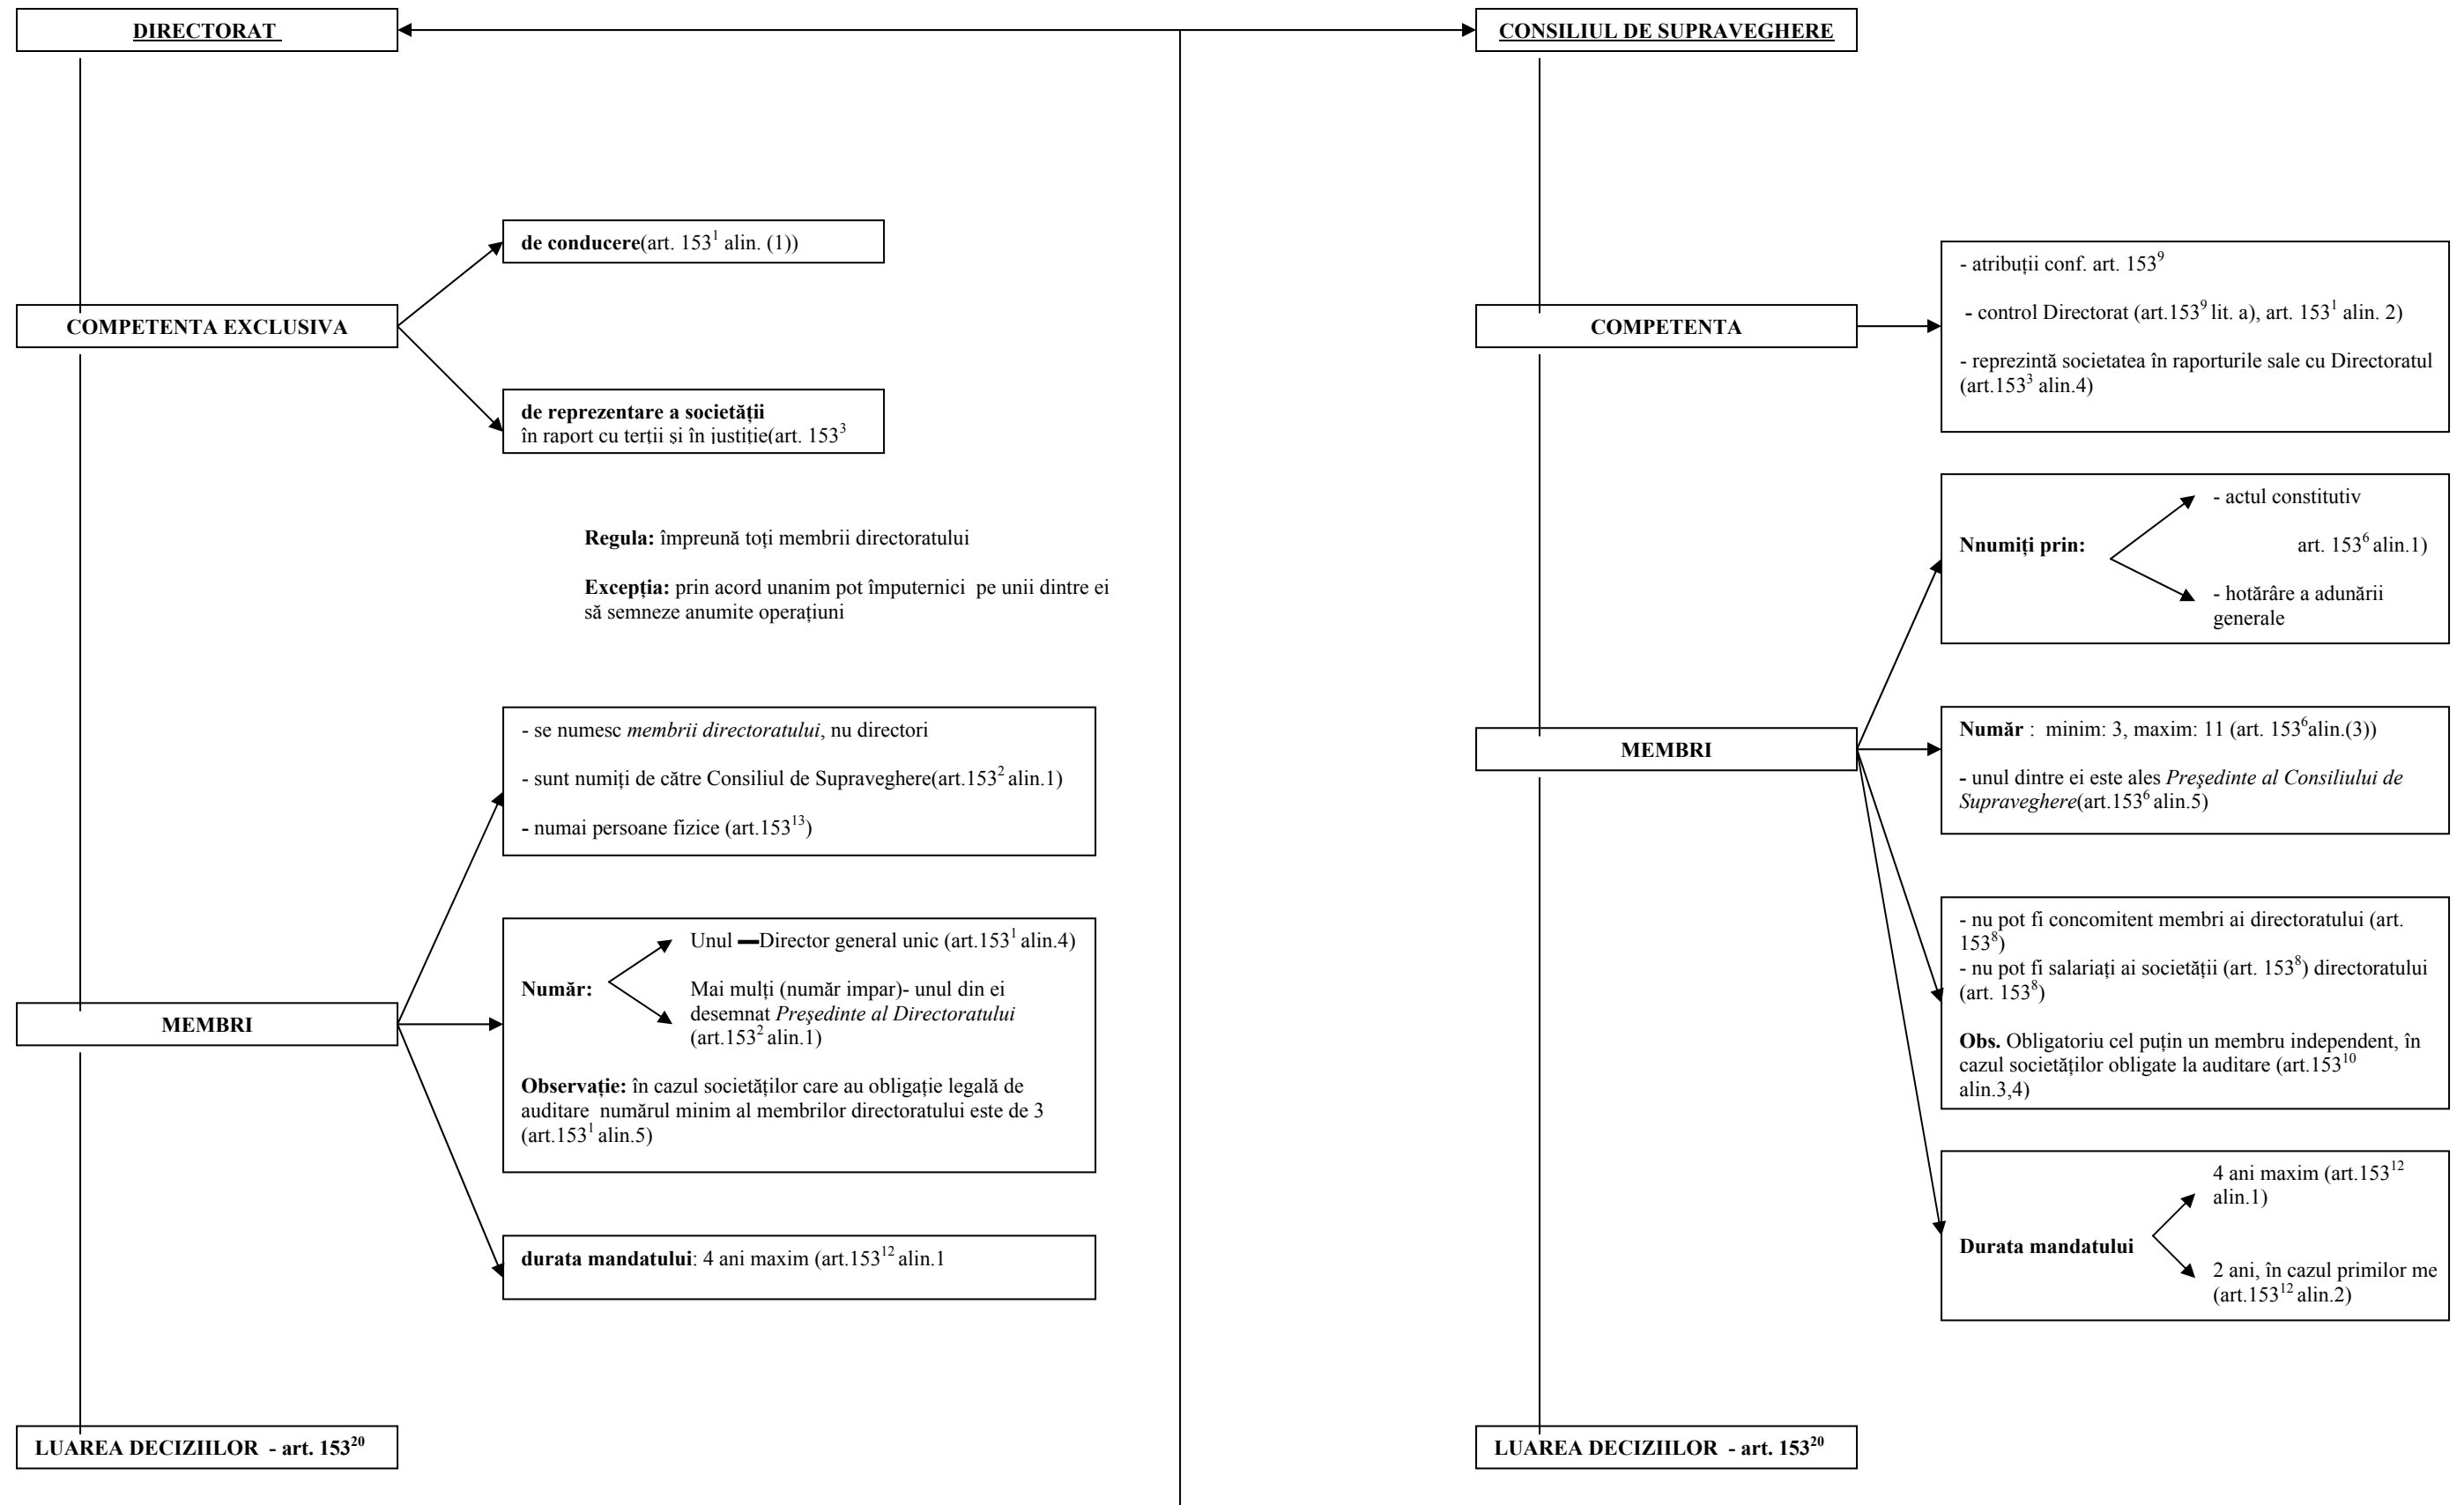 DIRECTORAT
COMPETENTA EXCLUSIVA
de conducere(art. 153¹ alin. (1))
de reprezentare a societății
în raport cu terții și în justiție(art. 153³
Regula: împreună toți membrii directoratului
Excepția: prin acord unanim pot împuternici pe unii dintre ei
să semneze anumite operațiuni
MEMBRI
- se numesc membrii directoratului, nu directori
- sunt numiți de către Consiliul de Supraveghere(art.153² alin.1)
- numai persoane fizice (art.153¹³)
Număr:
Unul —Director general unic (art.153¹ alin.4)
Mai mulți (număr impar)- unul din ei
desemnat Preşedinte al Directoratului
(art.153² alin.1)
Observație: în cazul societăților care au obligație legală de
auditare numărul minim al membrilor directoratului este de 3
(art.153¹ alin.5)
durata mandatului: 4 ani maxim (art.153¹² alin.1
LUAREA DECIZIILOR - art. 153²⁰
CONSILIUL DE SUPRAVEGHERE
COMPETENTA
- atribuții conf. art. 153⁹
- control Directorat (art.153⁹ lit. a), art. 153¹ alin. 2)
- reprezintă societatea în raporturile sale cu Directoratul
(art.153³ alin.4)
MEMBRI
Nnumiți prin:
- actul constitutiv
art. 153⁶ alin.1)
- hotărâre a adunării
generale
Număr : minim: 3, maxim: 11 (art. 153⁶alin.(3))
- unul dintre ei este ales Preşedinte al Consiliului de
Supraveghere(art.153⁶ alin.5)
- nu pot fi concomitent membri ai directoratului (art.
153⁸)
- nu pot fi salariați ai societății (art. 153⁸) directoratului
(art. 153⁸)
Obs. Obligatoriu cel puțin un membru independent, în
cazul societăților obligate la auditare (art.153¹⁰
alin.3,4)
Durata mandatului
4 ani maxim (art.153¹²
alin.1)
2 ani, în cazul primilor me
(art.153¹² alin.2)
LUAREA DECIZIILOR - art. 153²⁰